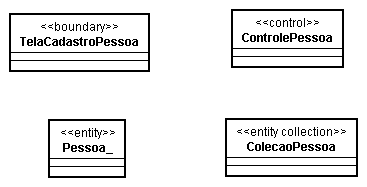 <<boundary>>
TelaCadastroPessoa
<<control>>
ControlePessoa
<<entity>>
Pessoa_
<<entity collection>>
ColecaoPessoa